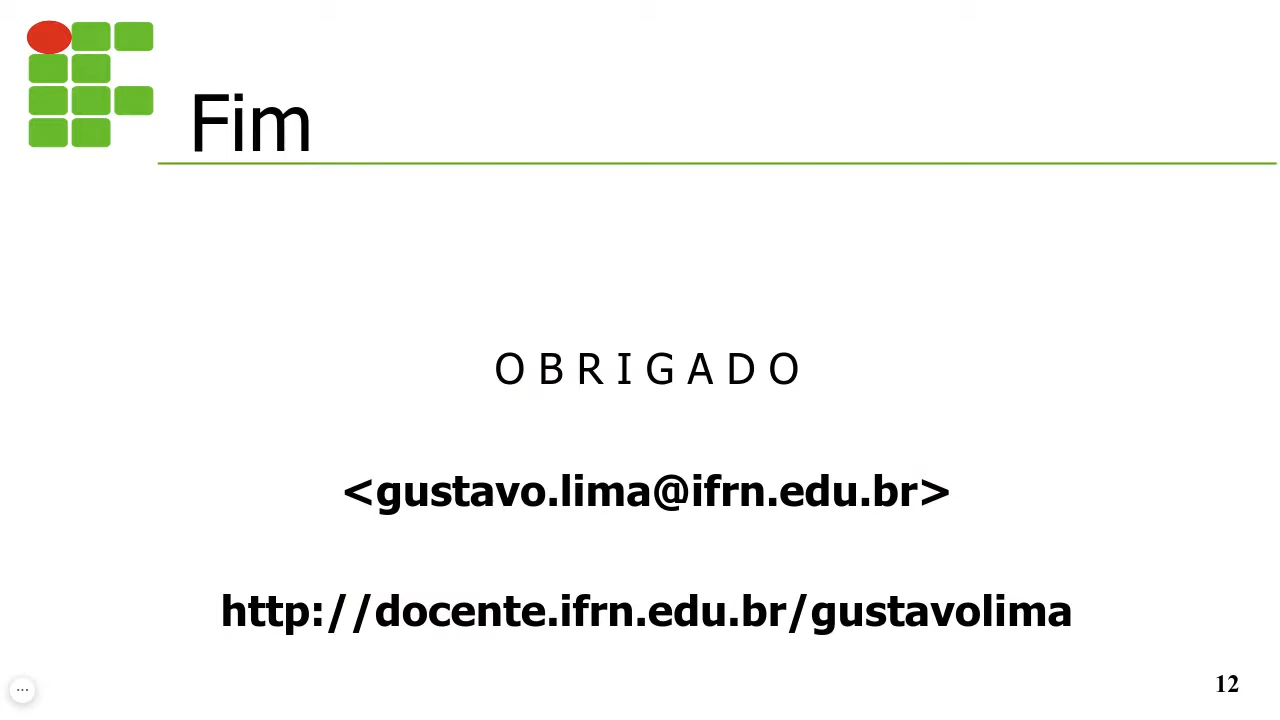 Fim
O B R I G A D O
<gustavo.lima@ifrn.edu.br>
http://docente.ifrn.edu.br/gustavolima
12